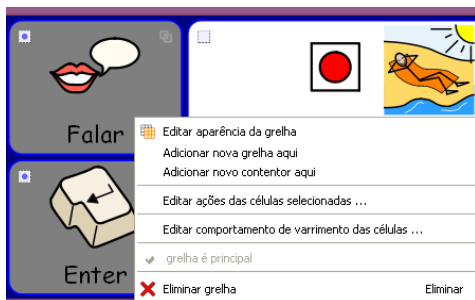 Falar
Editar aparência da grelha
Adicionar nova grelha aqui
Adicionar novo contentor aqui
Editar ações das células selecionadas ...
Editar comportamento de varrimento das células ...
grelha é principal
Enter
Eliminar grelha Eliminar